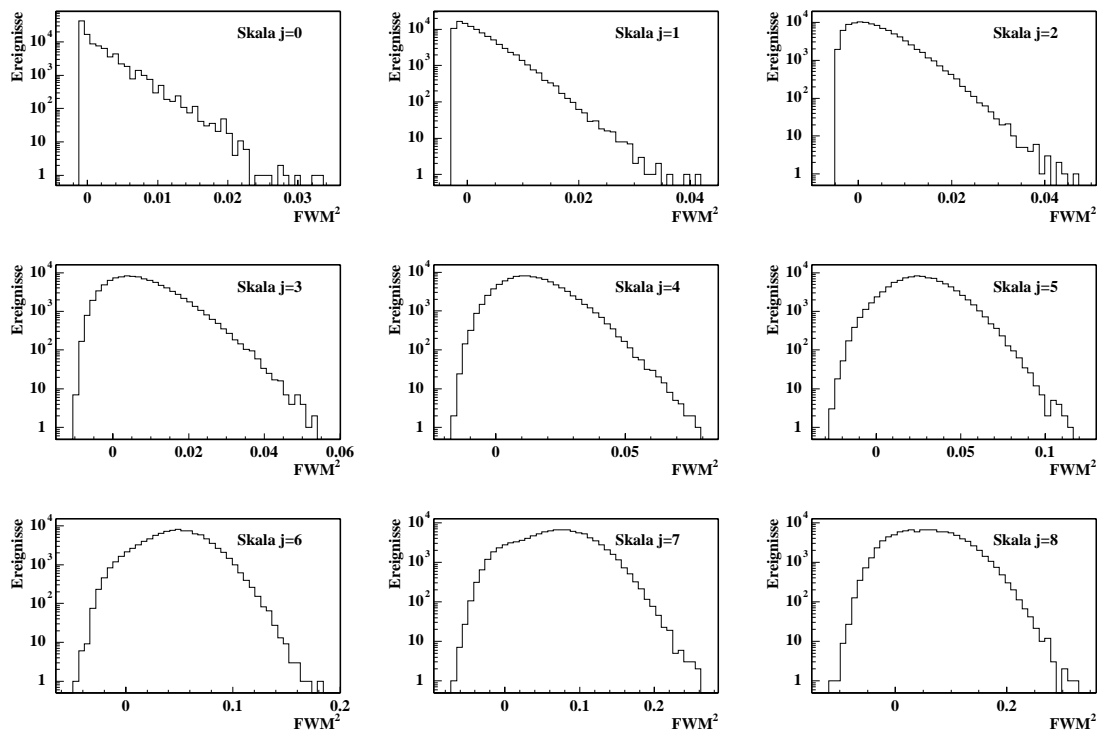 Ereignisse
Skala j=0
10^4
10^3
10^2
10
1
0 0.01 0.02 0.03
FWM^2
Ereignisse
Skala j=1
10^4
10^3
10^2
10
1
0 0.02 0.04
FWM^2
Ereignisse
Skala j=2
10^4
10^3
10^2
10
1
0 0.02 0.04
FWM^2
Ereignisse
Skala j=3
10^4
10^3
10^2
10
1
0 0.02 0.04 0.06
FWM^2
Ereignisse
Skala j=4
10^4
10^3
10^2
10
1
0 0.05
FWM^2
Ereignisse
Skala j=5
10^4
10^3
10^2
10
1
0 0.05 0.1
FWM^2
Ereignisse
Skala j=6
10^4
10^3
10^2
10
1
0 0.1 0.2
FWM^2
Ereignisse
Skala j=7
10^4
10^3
10^2
10
1
0 0.2
FWM^2
Ereignisse
Skala j=8
10^4
10^3
10^2
10
1
0 0.2
FWM^2